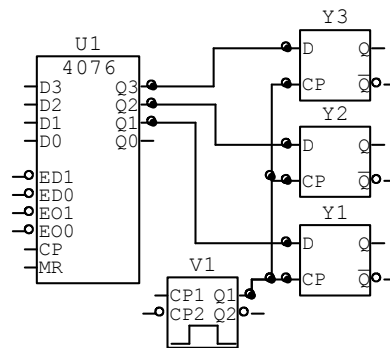 U1
4076
D3 Q3
D2 Q2
D1 Q1
D0 Q0
ED1
ED0
EO1
EO0
CP
MR
Y3
D Q
CP Q̅
Y2
D Q
CP Q̅
Y1
D Q
CP Q̅
V1
CP1 Q1
CP2 Q2